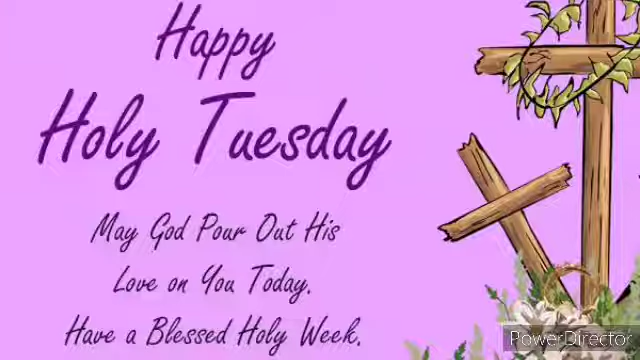 Happy
Holy Tuesday
May God Pour Out His
Love on You Today.
Have a Blessed Holy Week.
PowerDirector